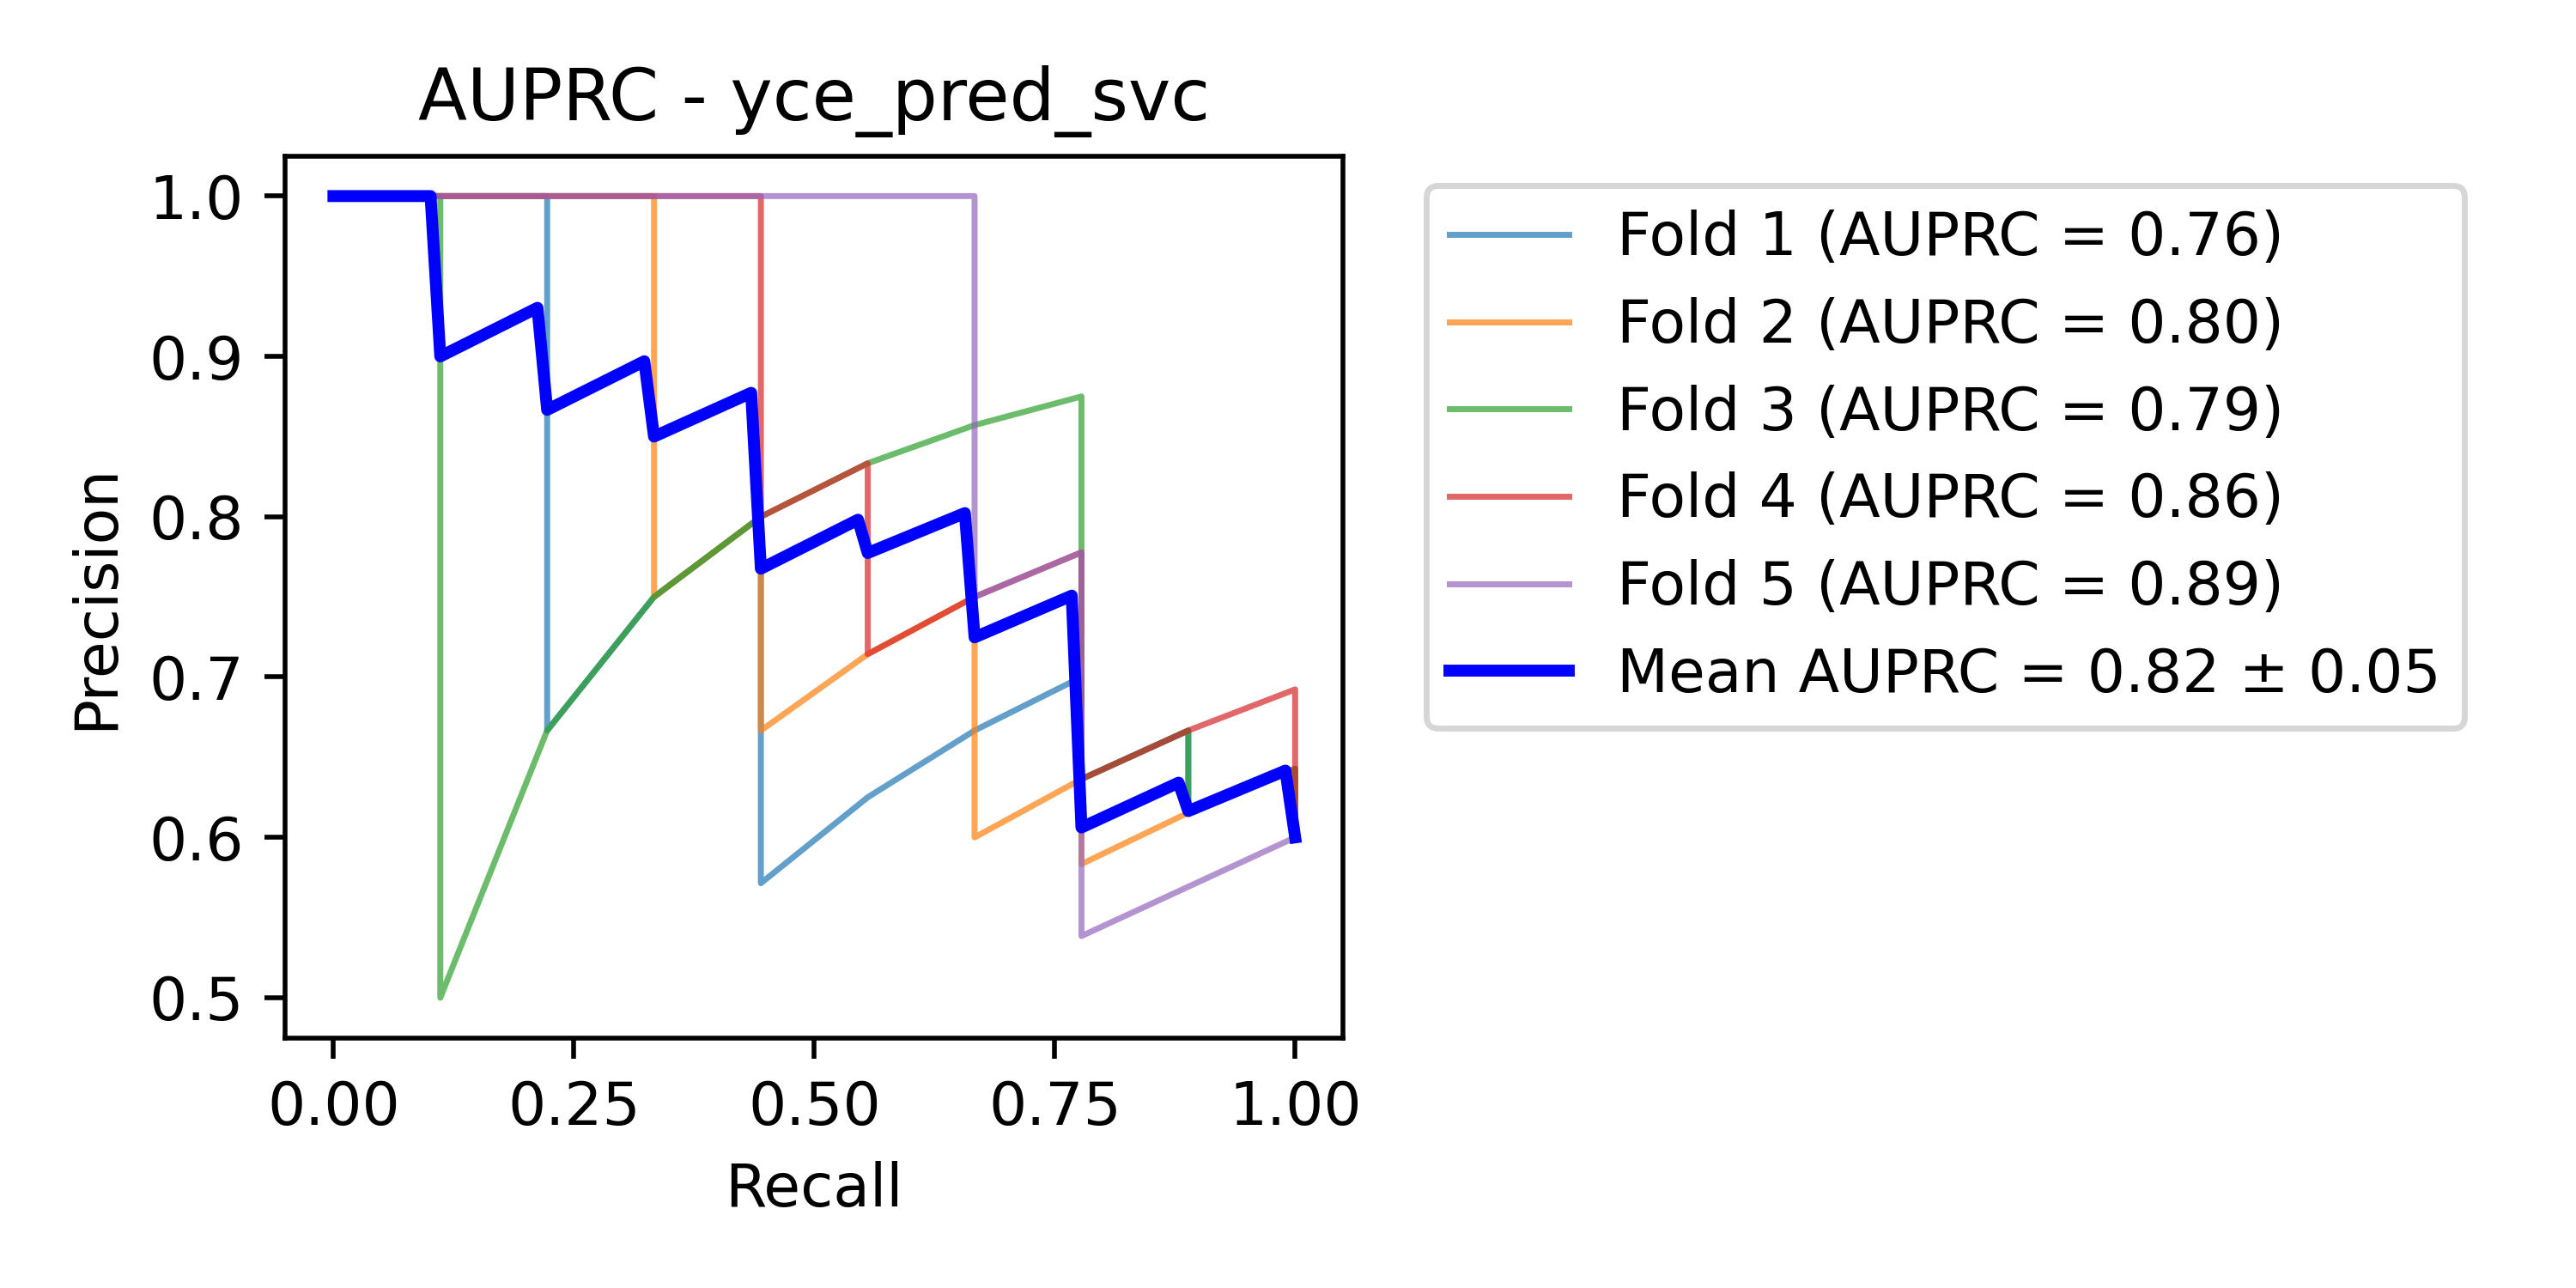 AUPRC - yce_pred_svc
1.0
0.9
0.8
0.7
0.6
0.5
Precision
0.00 0.25 0.50 0.75 1.00
Recall
Fold 1 (AUPRC = 0.76)
Fold 2 (AUPRC = 0.80)
Fold 3 (AUPRC = 0.79)
Fold 4 (AUPRC = 0.86)
Fold 5 (AUPRC = 0.89)
Mean AUPRC = 0.82 ± 0.05